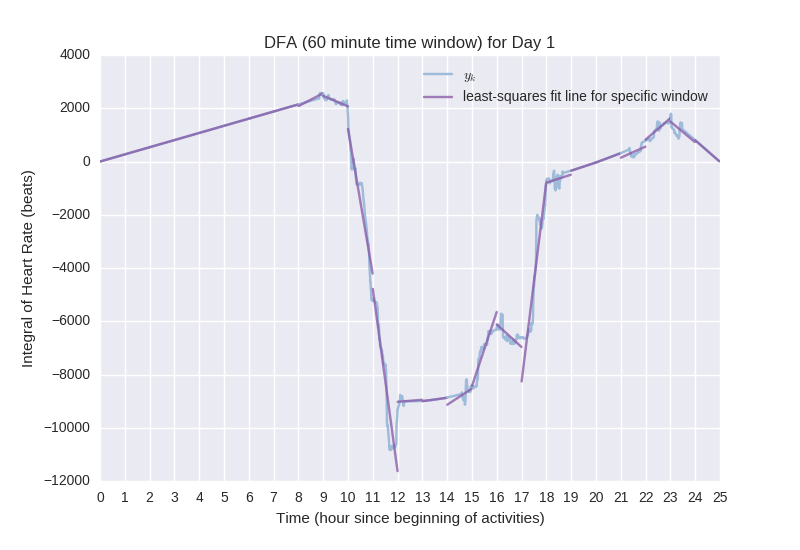 DFA (60 minute time window) for Day 1
yₖ
least-squares fit line for specific window
Integral of Heart Rate (beats)
4000
2000
0
−2000
−4000
−6000
−8000
−10000
−12000
0 1 2 3 4 5 6 7 8 9 10 11 12 13 14 15 16 17 18 19 20 21 22 23 24 25
Time (hour since beginning of activities)